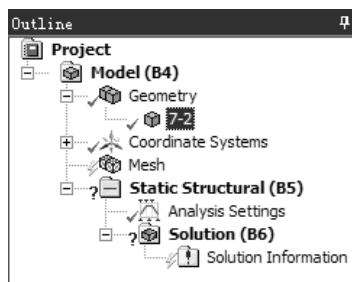 Outline
Project
Model (B4)
Geometry
7-2
Coordinate Systems
Mesh
Static Structural (B5)
Analysis Settings
Solution (B6)
Solution Information